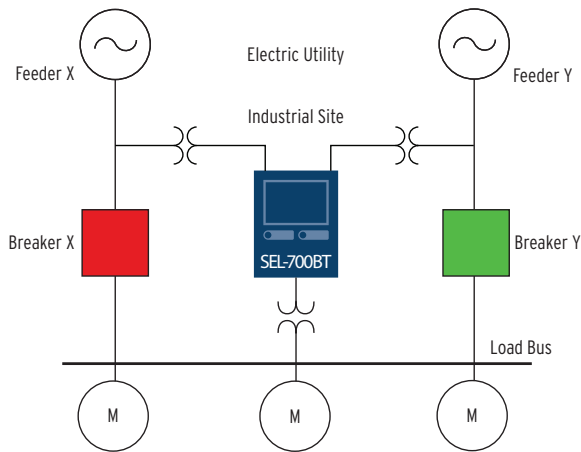 Electric Utility
Feeder X
Feeder Y
Industrial Site
Breaker X
SEL-700BT
Breaker Y
Load Bus
M
M
M